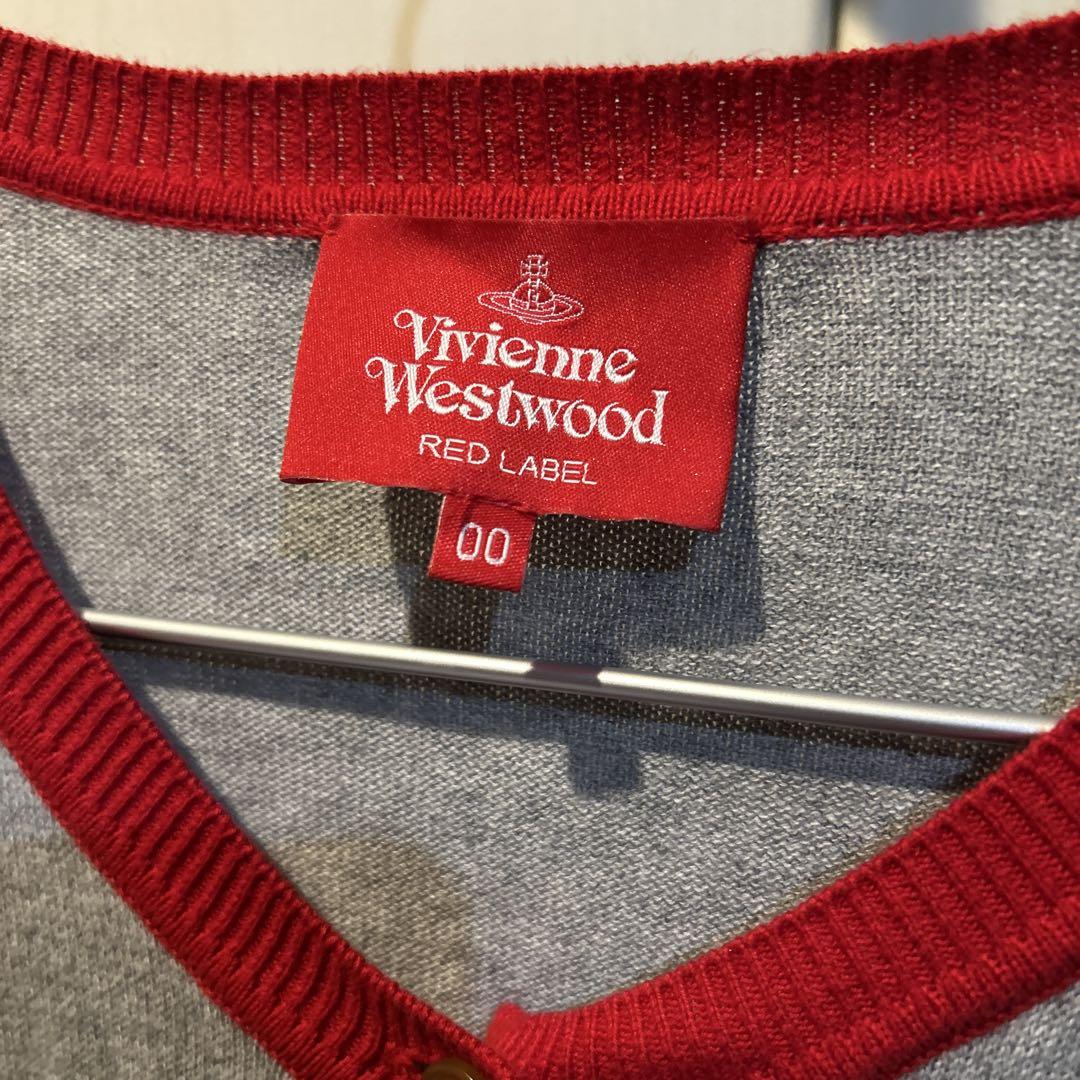 Vivienne
Westwood
RED LABEL
00